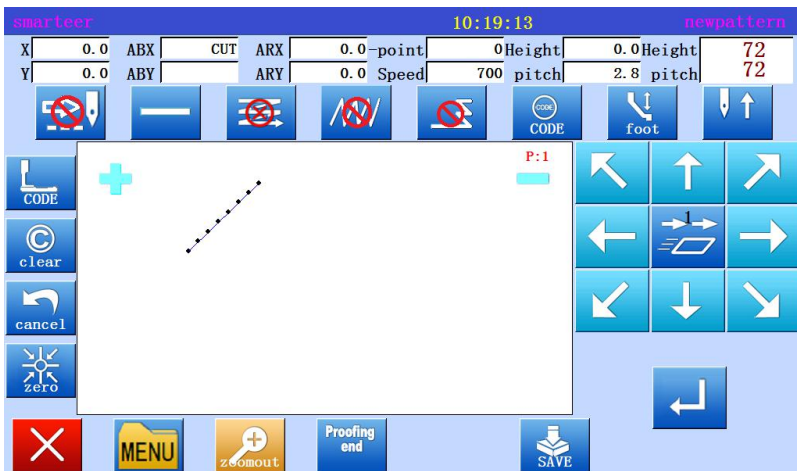 smarteer 10:19:13 newpattern
X 0.0 ABX CUT ARX 0.0 -point 0 Height 0.0 Height 72
Y 0.0 ABY ARY 0.0 Speed 700 pitch 2.8 pitch 72
CODE
CODE
foot
P:1
CODE
1
clear
cancel
zero
MENU
zoomout
Proofing
end
SAVE